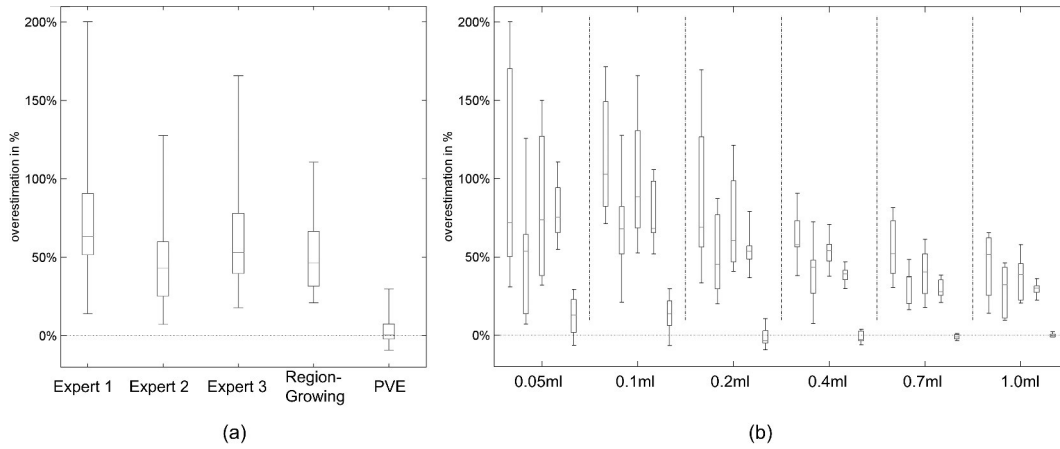 200%
150%
100%
50%
0%
overestimation in %
Expert 1
Expert 2
Expert 3
Region-
Growing
PVE
(a)
200%
150%
100%
50%
0%
overestimation in %
0.05ml
0.1ml
0.2ml
0.4ml
0.7ml
1.0ml
(b)